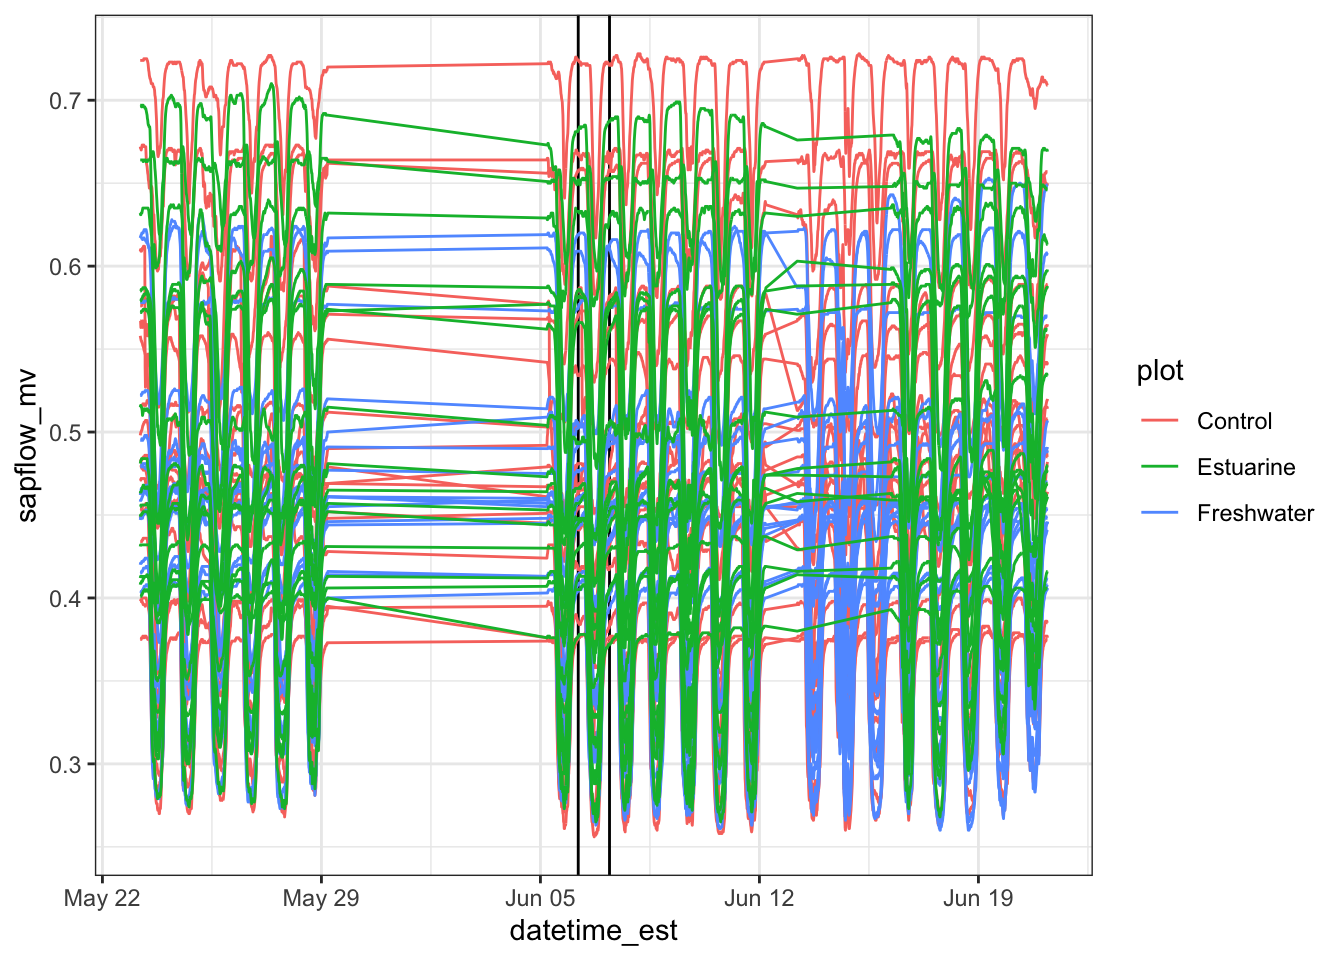 0.7
0.6
0.5
0.4
0.3
sapflow_mv
May 22
May 29
Jun 05
Jun 12
Jun 19
datetime_est
plot
Control
Estuarine
Freshwater